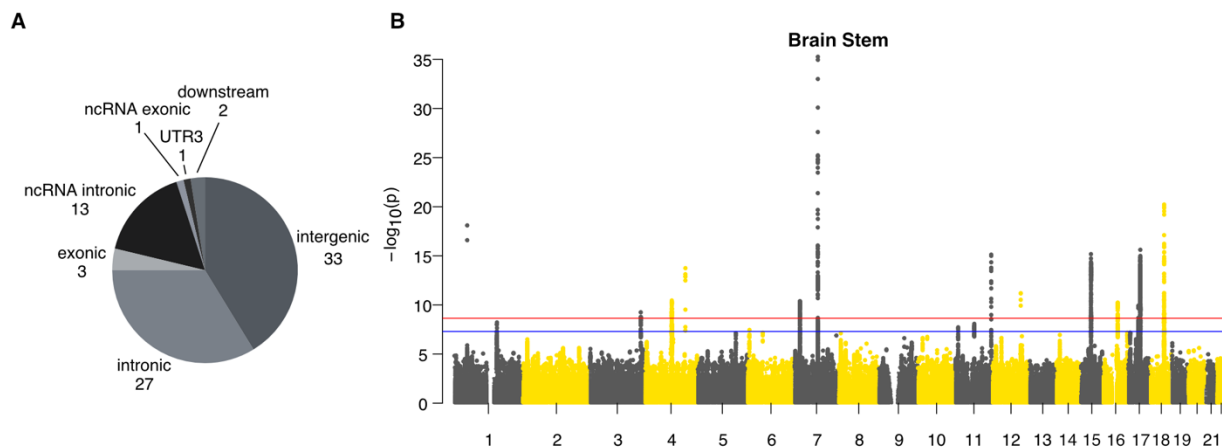 A
downstream
2
ncRNA exonic
1
UTR3
1
ncRNA intronic
13
exonic
3
intergenic
33
intronic
27
B
Brain Stem
−log10(p)
35
30
25
20
15
10
5
0
1 2 3 4 5 6 7 8 9 10 11 12 13 14 15 16 17 18 19 21